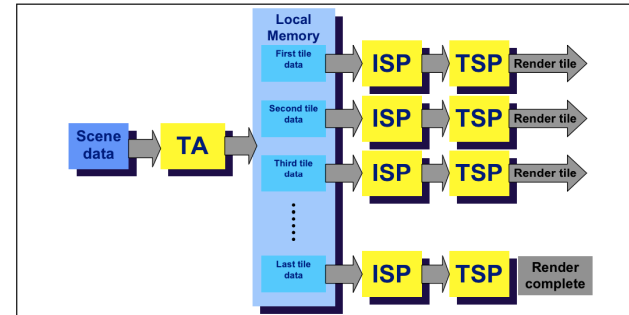 Local
Memory
First tile
data
ISP
TSP
Render tile
Second tile
data
ISP
TSP
Render tile
Scene
data
TA
Third tile
data
ISP
TSP
Render tile
Last tile
data
ISP
TSP
Render
complete